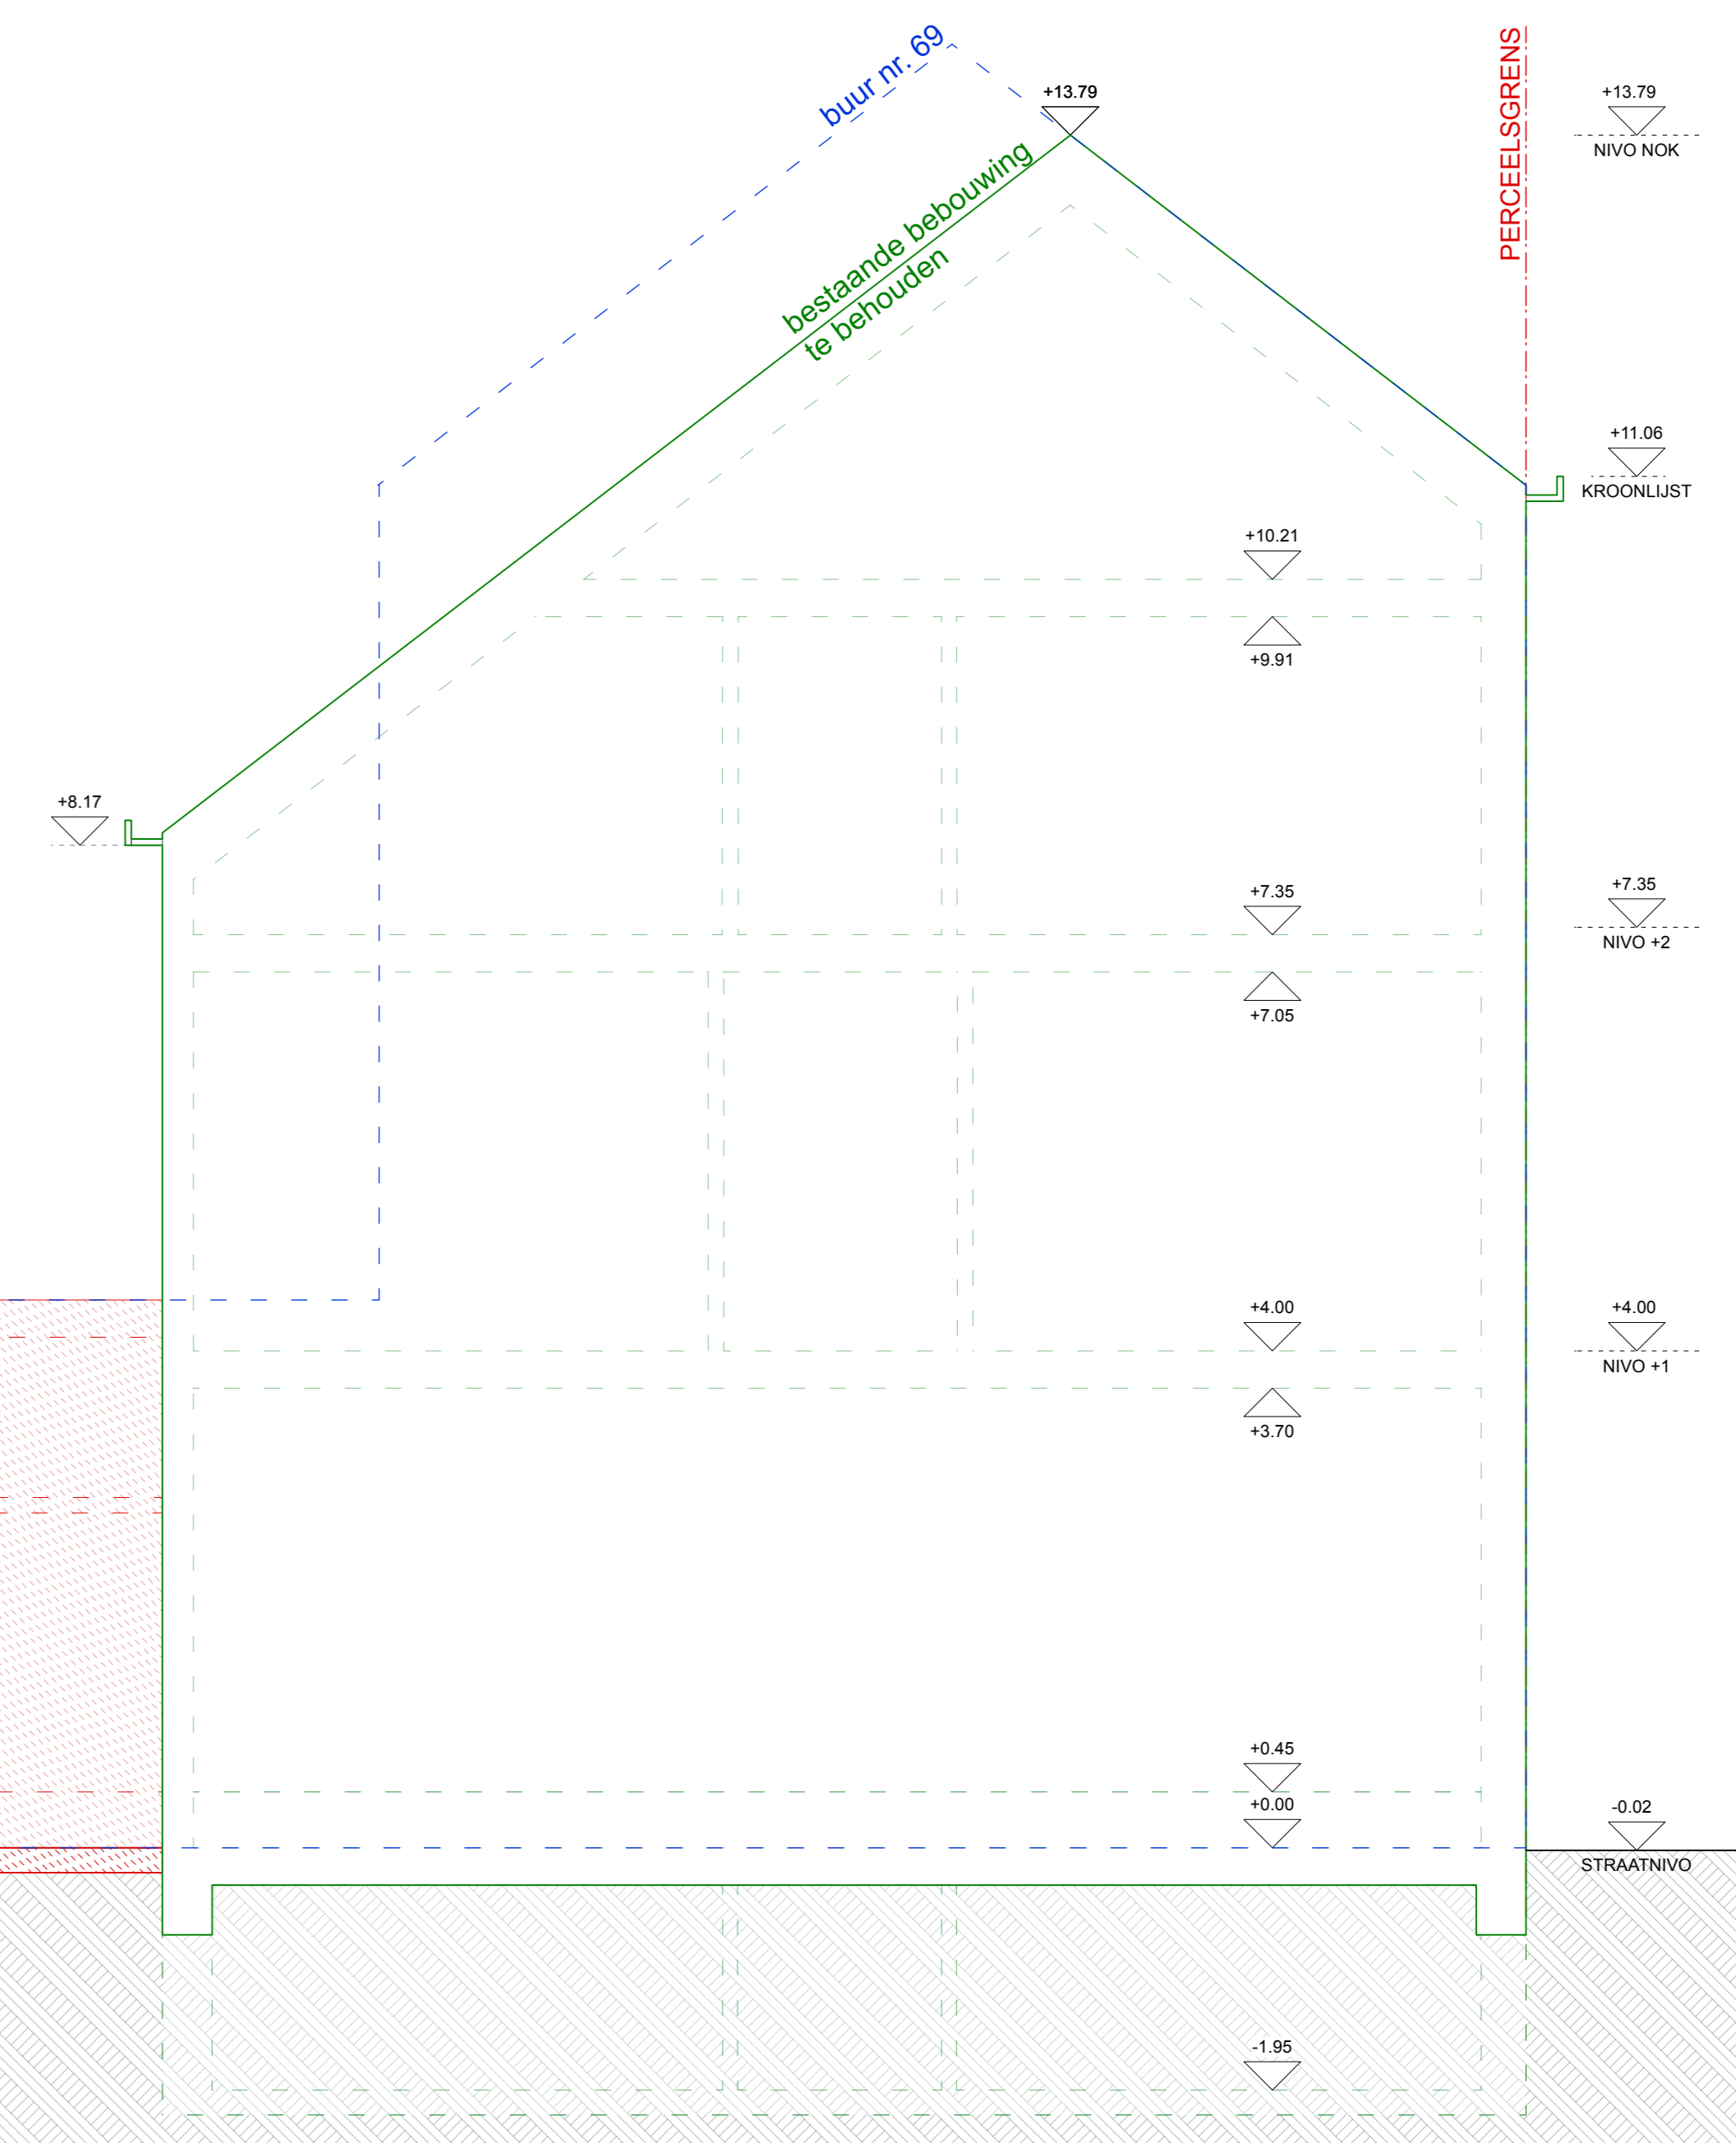 buur nr. 69
+13.79
PERCEELSGRENS
+13.79
NIVO NOK
bestaande bebouwing
te behouden
+11.06
KROONLIJST
+10.21
+9.91
+8.17
+7.35
+7.35
NIVO +2
+7.05
+4.00
+4.00
NIVO +1
+3.70
+0.45
+0.00
-0.02
STRAATNIVO
-1.95